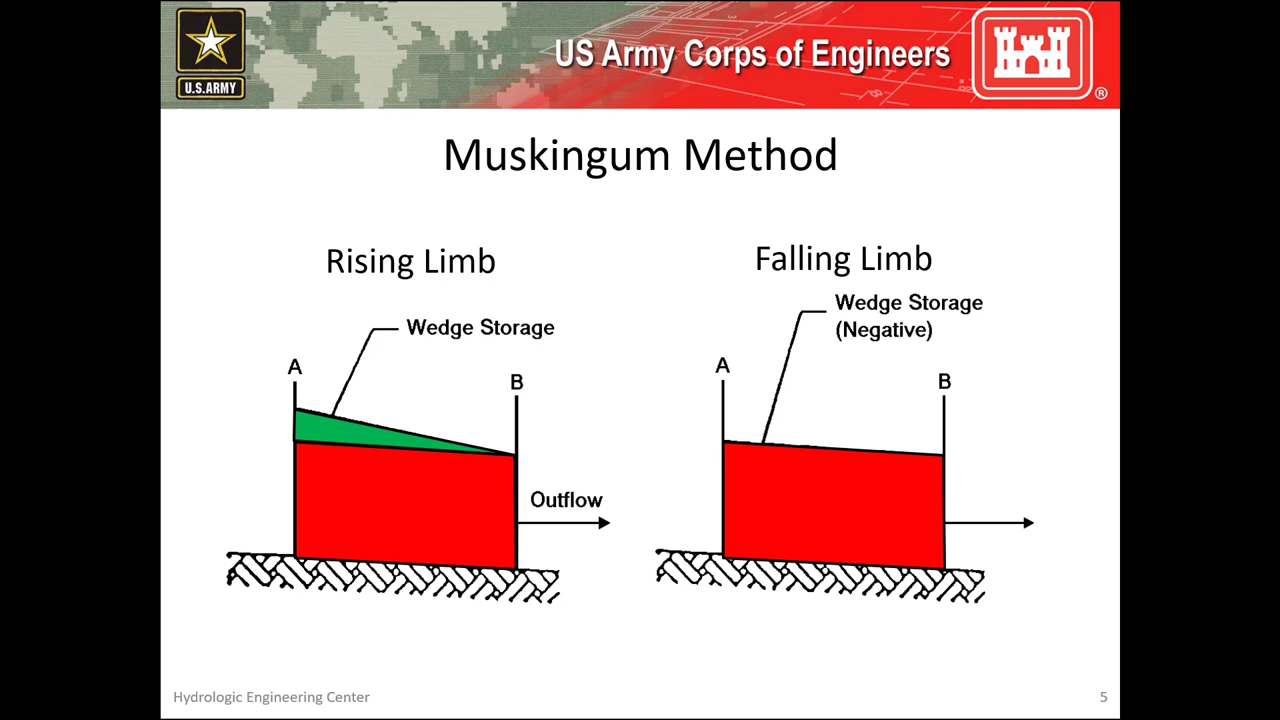 U.S.ARMY
US Army Corps of Engineers
®
Muskingum Method
Rising Limb
Wedge Storage
A
B
Outflow
Falling Limb
Wedge Storage
(Negative)
A
B
Hydrologic Engineering Center
5